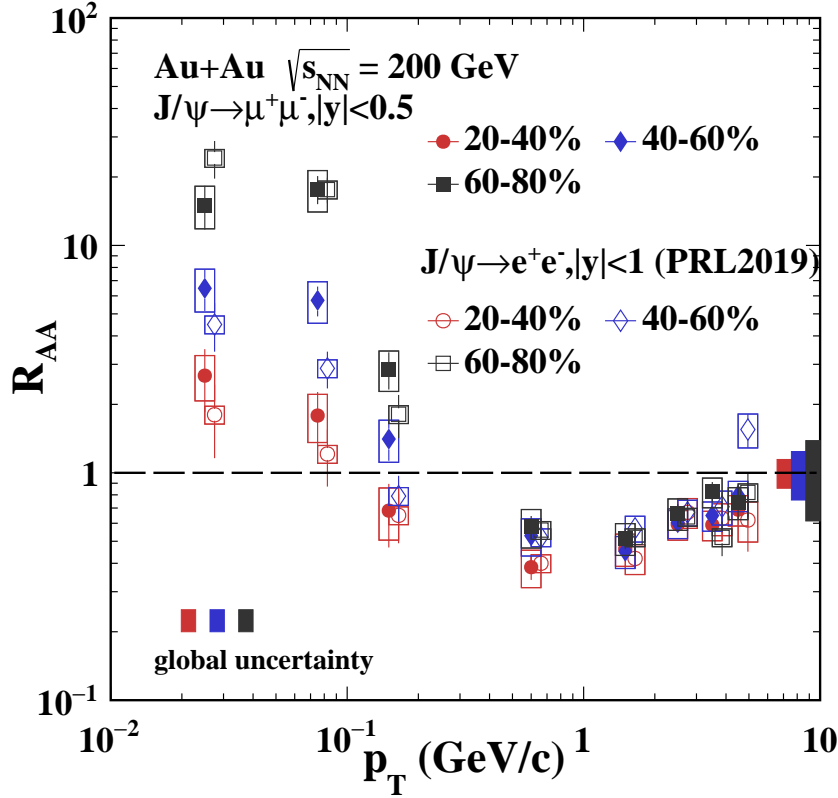 10²
Au+Au √s_NN = 200 GeV
J/ψ→μ⁺μ⁻,|y|<0.5
20-40% 40-60%
60-80%
10
J/ψ→e⁺e⁻,|y|<1 (PRL2019)
20-40% 40-60%
60-80%
R_AA
1
global uncertainty
10⁻¹
10⁻² 10⁻¹ 1 10
p_T (GeV/c)